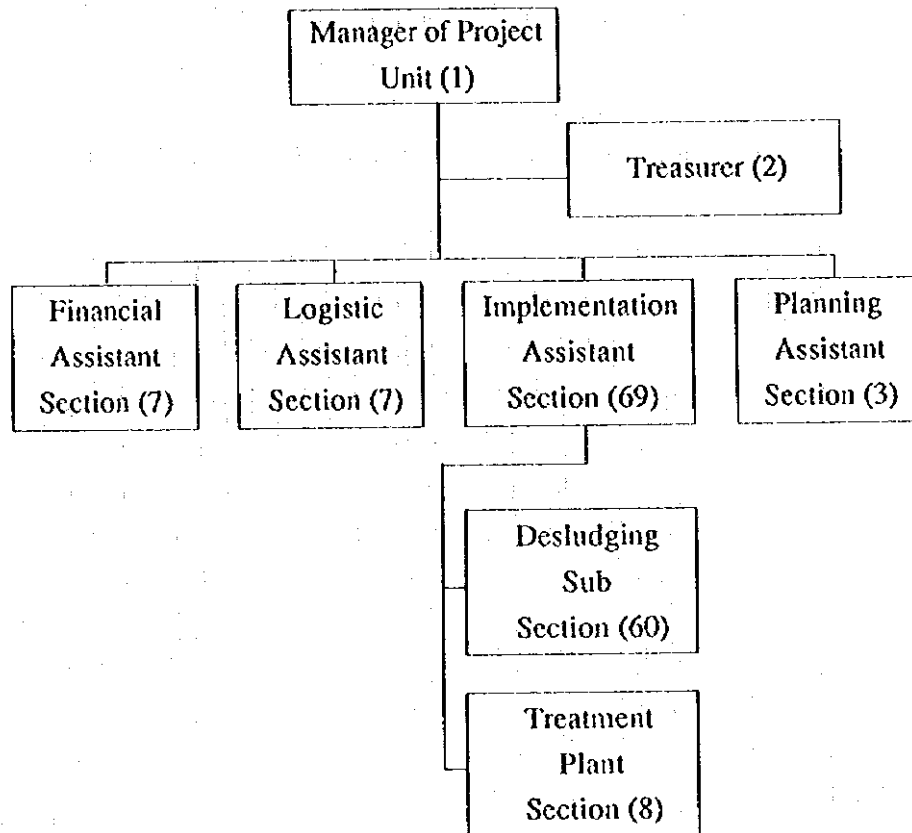 Manager of Project
Unit (1)
Treasurer (2)
Financial
Assistant
Section (7)
Logistic
Assistant
Section (7)
Implementation
Assistant
Section (69)
Planning
Assistant
Section (3)
Desludging
Sub
Section (60)
Treatment
Plant
Section (8)